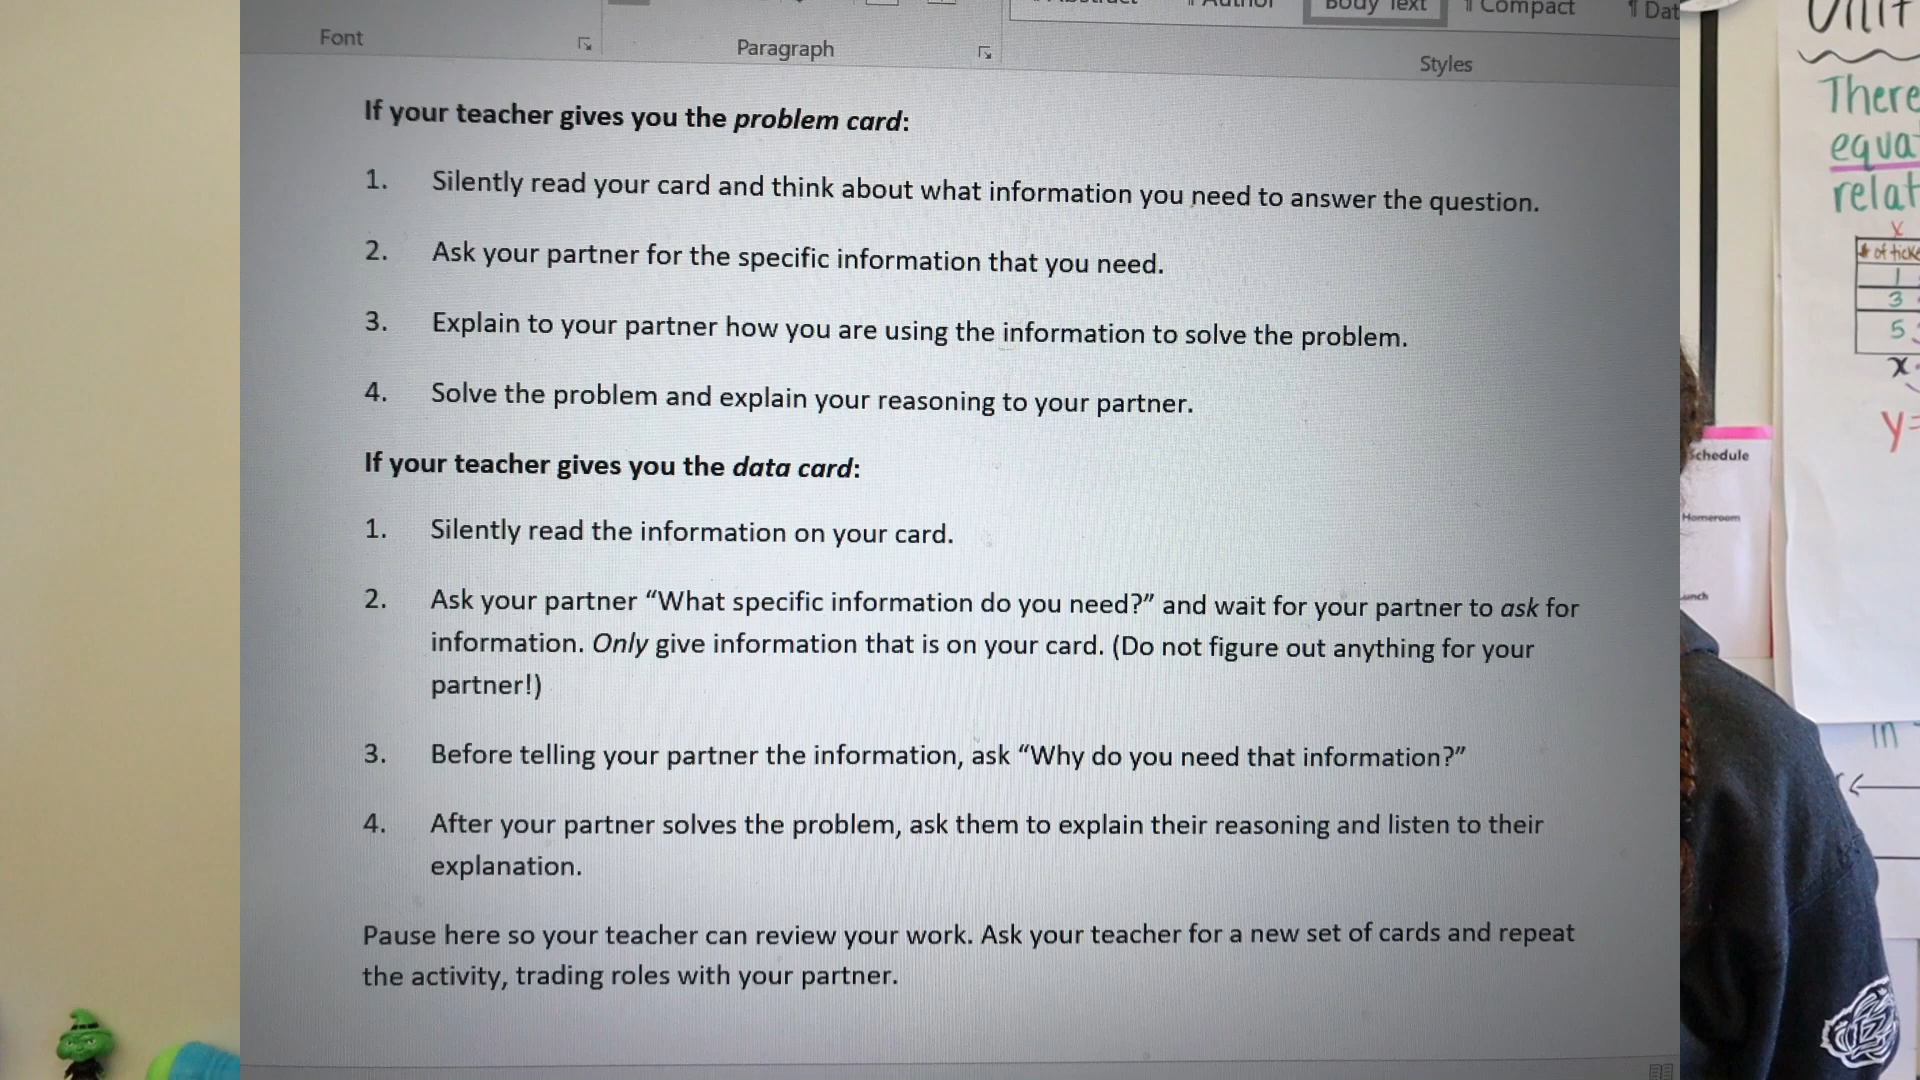 Font
Paragraph
Styles
Body Text
¶ Compact
If your teacher gives you the problem card:
1. Silently read your card and think about what information you need to answer the question.
2. Ask your partner for the specific information that you need.
3. Explain to your partner how you are using the information to solve the problem.
4. Solve the problem and explain your reasoning to your partner.
If your teacher gives you the data card:
1. Silently read the information on your card.
2. Ask your partner “What specific information do you need?” and wait for your partner to ask for
information. Only give information that is on your card. (Do not figure out anything for your
partner!)
3. Before telling your partner the information, ask “Why do you need that information?”
4. After your partner solves the problem, ask them to explain their reasoning and listen to their
explanation.
Pause here so your teacher can review your work. Ask your teacher for a new set of cards and repeat
the activity, trading roles with your partner.
Unit
There
x
# of
1
3
5
x
y=
Schedule
Homeroom
in